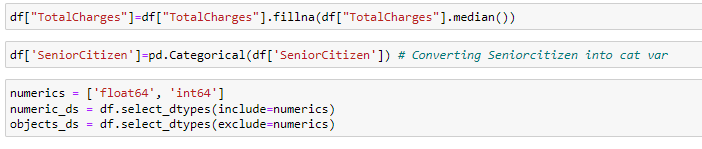 df["TotalCharges"]=df["TotalCharges"].fillna(df["TotalCharges"].median())
df['SeniorCitizen']=pd.Categorical(df['SeniorCitizen']) # Converting Seniorcitizen into cat var
numerics = ['float64', 'int64']
numeric_ds = df.select_dtypes(include=numerics)
objects_ds = df.select_dtypes(exclude=numerics)